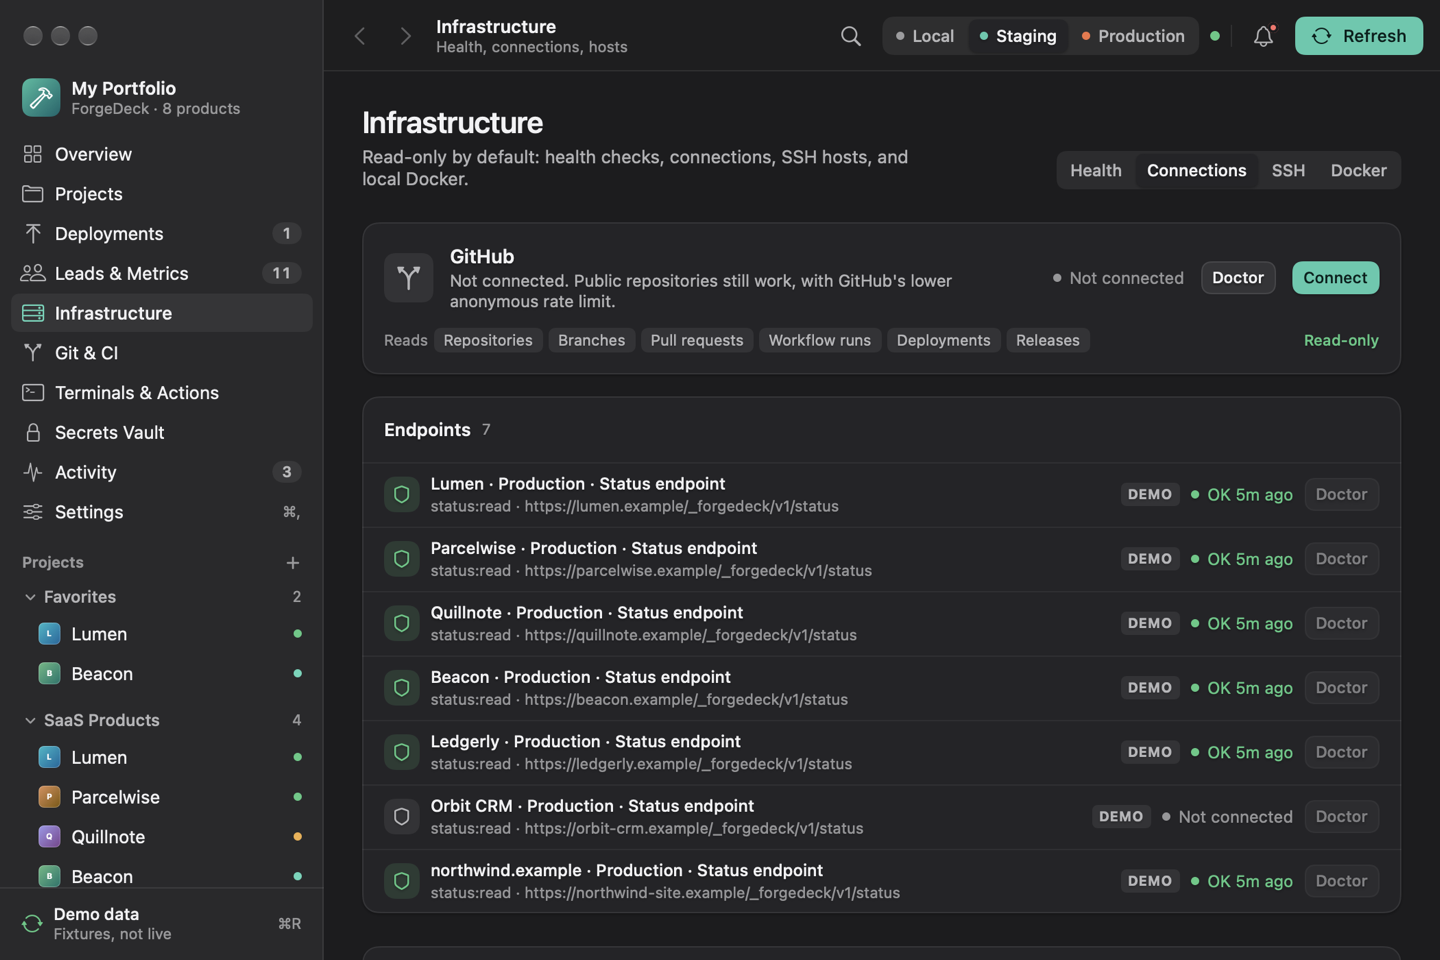 My Portfolio
ForgeDeck · 8 products
Overview
Projects
Deployments 1
Leads & Metrics 11
Infrastructure
Git & CI
Terminals & Actions
Secrets Vault
Activity 3
Settings ⌘,
Projects +
Favorites 2
L Lumen
B Beacon
SaaS Products 4
L Lumen
P Parcelwise
Q Quillnote
B Beacon
Demo data
Fixtures, not live ⌘R
Infrastructure
Health, connections, hosts
Local Staging Production
Refresh
Infrastructure
Read-only by default: health checks, connections, SSH hosts, and
local Docker.
Health Connections SSH Docker
GitHub
Not connected. Public repositories still work, with GitHub's lower
anonymous rate limit.
Not connected Doctor Connect
Reads Repositories Branches Pull requests Workflow runs Deployments Releases Read-only
Endpoints 7
Lumen · Production · Status endpoint
status:read · https://lumen.example/_forgedeck/v1/status
DEMO OK 5m ago Doctor
Parcelwise · Production · Status endpoint
status:read · https://parcelwise.example/_forgedeck/v1/status
DEMO OK 5m ago Doctor
Quillnote · Production · Status endpoint
status:read · https://quillnote.example/_forgedeck/v1/status
DEMO OK 5m ago Doctor
Beacon · Production · Status endpoint
status:read · https://beacon.example/_forgedeck/v1/status
DEMO OK 5m ago Doctor
Ledgerly · Production · Status endpoint
status:read · https://ledgerly.example/_forgedeck/v1/status
DEMO OK 5m ago Doctor
Orbit CRM · Production · Status endpoint
status:read · https://orbit-crm.example/_forgedeck/v1/status
DEMO Not connected Doctor
northwind.example · Production · Status endpoint
status:read · https://northwind-site.example/_forgedeck/v1/status
DEMO OK 5m ago Doctor